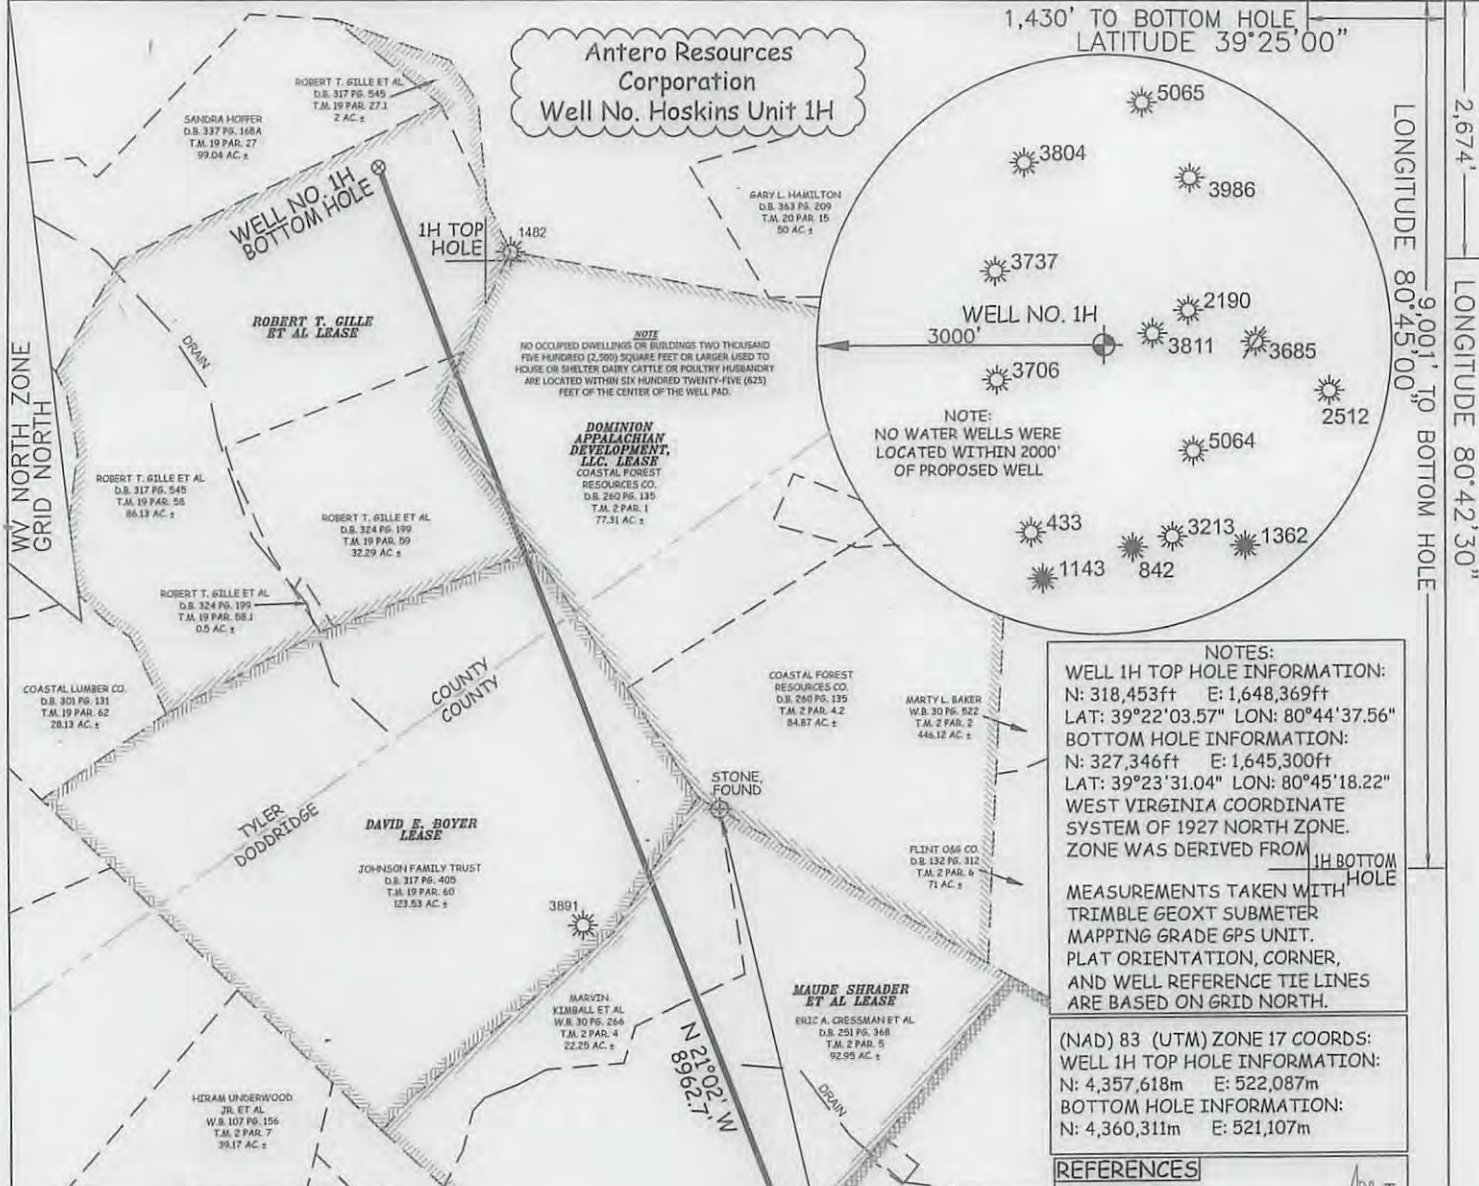 1,430' TO BOTTOM HOLE
LATITUDE 39°25'00"
Antero Resources
Corporation
Well No. Hoskins Unit 1H
2,674'
LONGITUDE 80°42'30"
LONGITUDE 80°45'00"
9,001' TO BOTTOM HOLE
WV NORTH ZONE
GRID NORTH
ROBERT T. GILLE ET AL
D.B. 317 PG. 545
T.M. 19 PAR. 27.1
2 AC. ±
SANDRA HOFFER
D.B. 337 PG. 168A
T.M. 19 PAR. 27
99.04 AC. ±
WELL NO. 1H
BOTTOM HOLE
1H TOP
HOLE
1482
GARY L. HAMILTON
D.B. 363 PG. 209
T.M. 20 PAR. 15
50 AC. ±
ROBERT T. GILLE
ET AL LEASE
DRAIN
NOTE
NO OCCUPIED DWELLINGS OR BUILDINGS TWO THOUSAND
FIVE HUNDRED (2,500) SQUARE FEET OR LARGER USED TO
HOUSE OR SHELTER DAIRY CATTLE OR POULTRY HUSBANDRY
ARE LOCATED WITHIN SIX HUNDRED TWENTY-FIVE (625)
FEET OF THE CENTER OF THE WELL PAD.
DOMINION
APPALACHIAN
DEVELOPMENT,
LLC. LEASE
COASTAL FOREST
RESOURCES CO.
D.B. 260 PG. 135
T.M. 2 PAR. 1
77.31 AC. ±
5065
3804
3986
3737
2190
WELL NO. 1H
3000'
3811
3685
3706
2512
NOTE:
NO WATER WELLS WERE
LOCATED WITHIN 2000'
OF PROPOSED WELL
5064
433
3213
1362
1143
842
ROBERT T. GILLE ET AL
D.B. 317 PG. 545
T.M. 19 PAR. 58
86.13 AC. ±
ROBERT T. GILLE ET AL
D.B. 324 PG. 199
T.M. 19 PAR. 59
32.29 AC. ±
ROBERT T. GILLE ET AL
D.B. 324 PG. 199
T.M. 19 PAR. 58.1
0.5 AC. ±
COASTAL LUMBER CO.
D.B. 301 PG. 131
T.M. 19 PAR. 62
28.13 AC. ±
COUNTY
COUNTY
TYLER
DODDRIDGE
COASTAL FOREST
RESOURCES CO.
D.B. 260 PG. 135
T.M. 2 PAR. 4.2
84.87 AC. ±
MARTY L. BAKER
W.B. 30 PG. 522
T.M. 2 PAR. 2
446.12 AC. ±
STONE,
FOUND
DAVID E. BOYER
LEASE
JOHNSON FAMILY TRUST
D.B. 317 PG. 405
T.M. 19 PAR. 60
123.53 AC. ±
3891
FLINT O&G CO.
D.B. 132 PG. 312
T.M. 2 PAR. 6
71 AC. ±
MARVIN
KIMBALL ET AL
W.B. 30 PG. 266
T.M. 2 PAR. 4
22.25 AC. ±
MAUDE SHRADER
ET AL LEASE
ERIC A. CRESSMAN ET AL
D.B. 251 PG. 368
T.M. 2 PAR. 5
92.95 AC. ±
N 21°02' W
8962.7'
DRAIN
HIRAM UNDERWOOD
JR. ET AL
W.B. 107 PG. 156
T.M. 2 PAR. 7
39.17 AC. ±
NOTES:
WELL 1H TOP HOLE INFORMATION:
N: 318,453ft E: 1,648,369ft
LAT: 39°22'03.57" LON: 80°44'37.56"
BOTTOM HOLE INFORMATION:
N: 327,346ft E: 1,645,300ft
LAT: 39°23'31.04" LON: 80°45'18.22"
WEST VIRGINIA COORDINATE
SYSTEM OF 1927 NORTH ZONE.
ZONE WAS DERIVED FROM
1H BOTTOM
HOLE
MEASUREMENTS TAKEN WITH
TRIMBLE GEOXT SUBMETER
MAPPING GRADE GPS UNIT.
PLAT ORIENTATION, CORNER,
AND WELL REFERENCE TIE LINES
ARE BASED ON GRID NORTH.
(NAD) 83 (UTM) ZONE 17 COORDS:
WELL 1H TOP HOLE INFORMATION:
N: 4,357,618m E: 522,087m
BOTTOM HOLE INFORMATION:
N: 4,360,311m E: 521,107m
REFERENCES